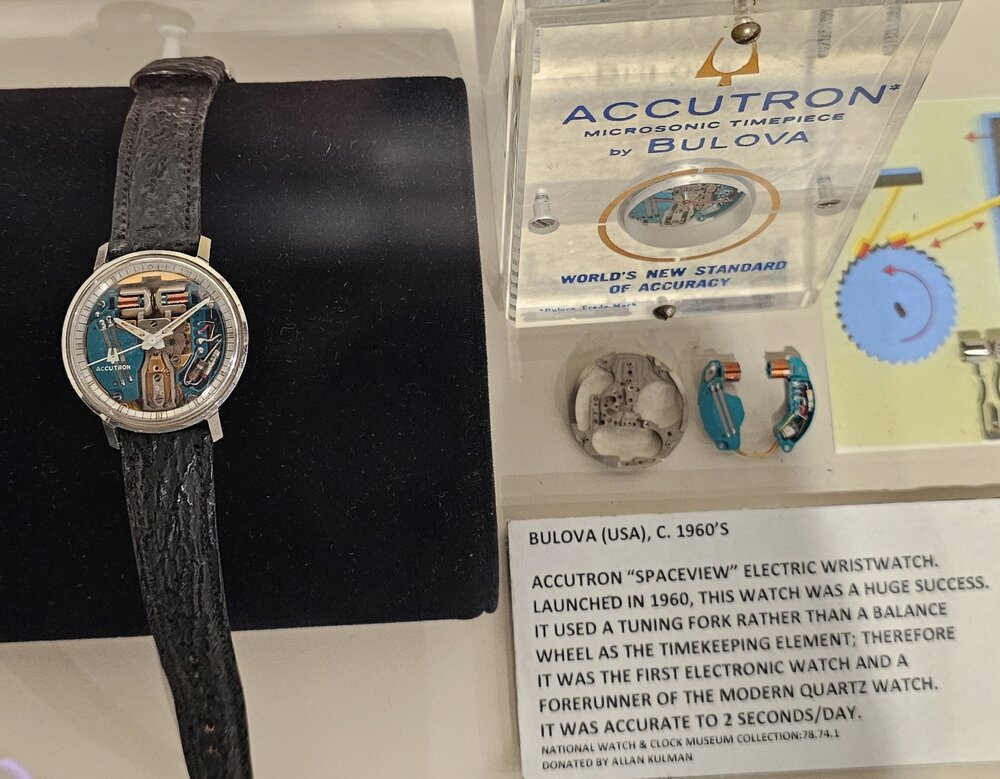 ACCUTRON*
MICROSONIC TIMEPIECE
by BULOVA
WORLD'S NEW STANDARD
OF ACCURACY
*Bulova Trade Mark
ACCUTRON
BULOVA (USA), C. 1960'S
ACCUTRON "SPACEVIEW" ELECTRIC WRISTWATCH.
LAUNCHED IN 1960, THIS WATCH WAS A HUGE SUCCESS.
IT USED A TUNING FORK RATHER THAN A BALANCE
WHEEL AS THE TIMEKEEPING ELEMENT; THEREFORE
IT WAS THE FIRST ELECTRONIC WATCH AND A
FORERUNNER OF THE MODERN QUARTZ WATCH.
IT WAS ACCURATE TO 2 SECONDS/DAY.
NATIONAL WATCH & CLOCK MUSEUM COLLECTION:78.74.1
DONATED BY ALLAN KULMAN